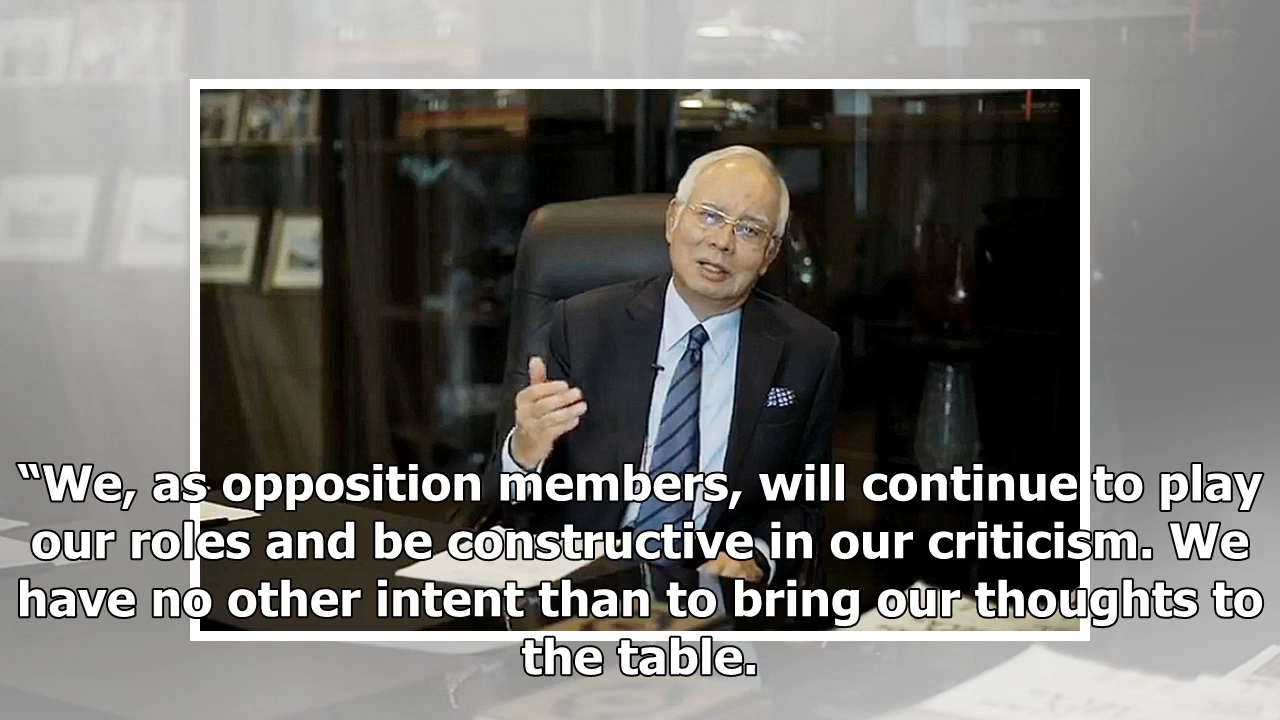 “We, as opposition members, will continue to play
our roles and be constructive in our criticism. We
have no other intent than to bring our thoughts to
the table.